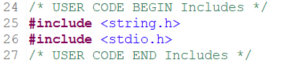 24 /* USER CODE BEGIN Includes */
25 #include <string.h>
26 #include <stdio.h>
27 /* USER CODE END Includes */